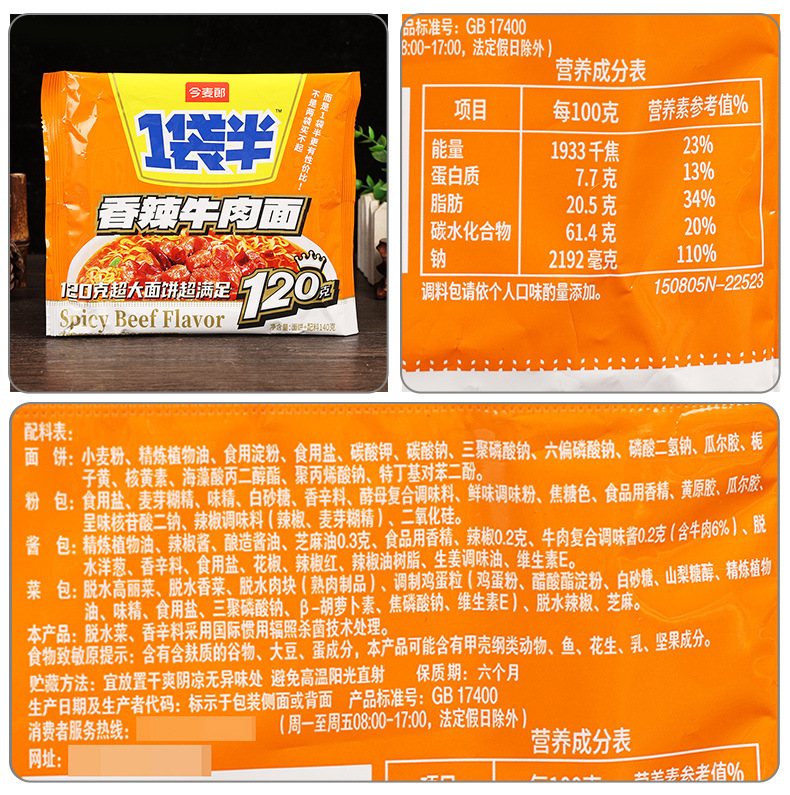 今麦郎
1袋半
TM
面是1袋半更有性价比！
不是两袋买不起
香辣牛肉面
120克超大面饼超满足
120克
Spicy Beef Flavor
净含量:面饼+配料140克
品标准号：GB 17400
8:00-17:00，法定假日除外）
营养成分表
项目 每100克 营养素参考值%
能量 1933 千焦 23%
蛋白质 7.7 克 13%
脂肪 20.5 克 34%
碳水化合物 61.4 克 20%
钠 2192 毫克 110%
调料包请依个人口味酌量添加。 150805N-22523
配料表：
面 饼：小麦粉、精炼植物油、食用淀粉、食用盐、碳酸钾、碳酸钠、三聚磷酸钠、六偏磷酸钠、磷酸二氢钠、瓜尔胶、栀
子黄、核黄素、海藻酸丙二醇酯、聚丙烯酸钠、特丁基对苯二酚。
粉 包：食用盐、麦芽糊精、味精、白砂糖、香辛料、酵母复合调味料、鲜味调味粉、焦糖色、食品用香精、黄原胶、瓜尔胶、
呈味核苷酸二钠、辣椒调味料（辣椒、麦芽糊精）、二氧化硅。
酱 包：精炼植物油、辣椒酱、酿造酱油、芝麻油0.3克、食品用香精、辣椒0.2克、牛肉复合调味酱0.2克（含牛肉6%）、脱
水洋葱、香辛料、食用盐、花椒、辣椒红、辣椒油树脂、生姜调味油、维生素E。
菜 包：脱水高丽菜、脱水香菜、脱水肉块（熟肉制品）、调制鸡蛋粒（鸡蛋粉、醋酸酯淀粉、白砂糖、山梨糖醇、精炼植物
油、味精、食用盐、三聚磷酸钠、β-胡萝卜素、焦磷酸钠、维生素E）、脱水辣椒、芝麻。
本产品：脱水菜、香辛料采用国际惯用辐照杀菌技术处理。
食物致敏原提示：含有含麸质的谷物、大豆、蛋成分，本产品可能含有甲壳纲类动物、鱼、花生、乳、坚果成分。
贮藏方法：宜放置干爽阴凉无异味处 避免高温阳光直射 保质期：六个月
生产日期及生产者代码：标示于包装侧面或背面 产品标准号：GB 17400
消费者服务热线： （周一至周五08:00-17:00，法定假日除外）
网址：
营养成分表
项目 每100克 营养素参考值%